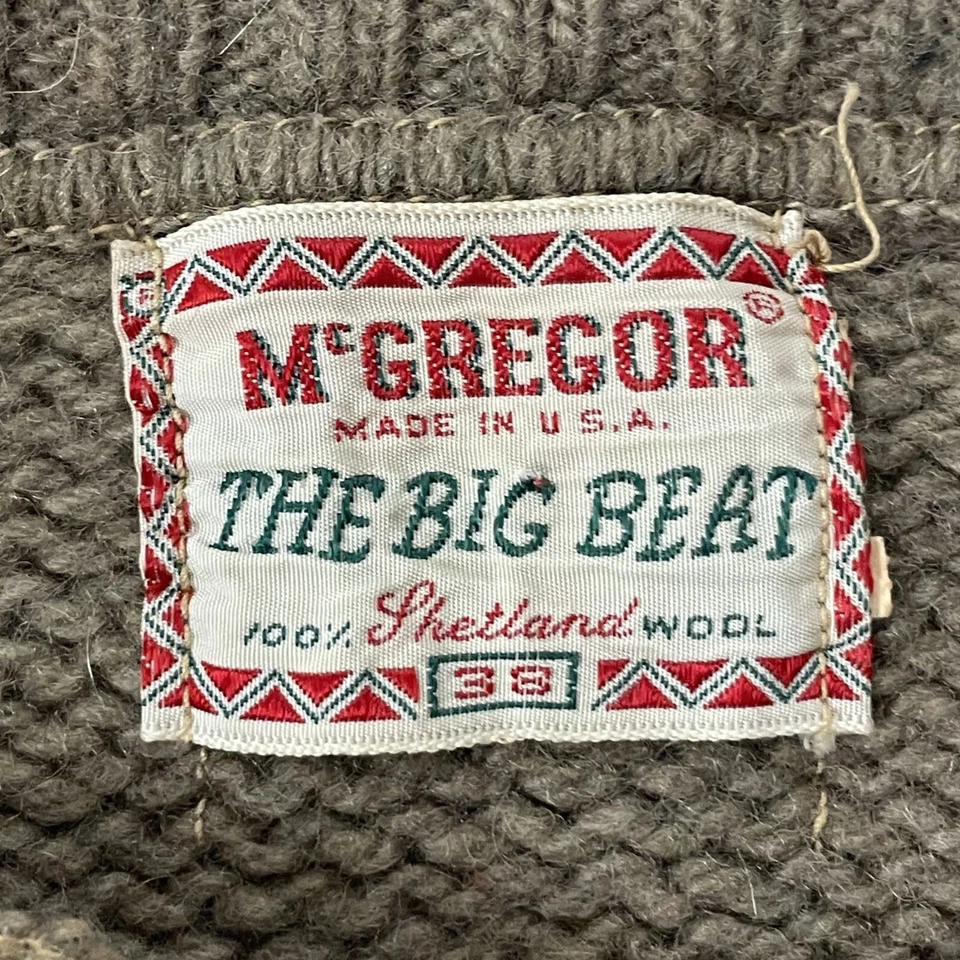 McGREGOR®
MADE IN U.S.A.
THE BIG BEAT
100% Shetland WOOL
38